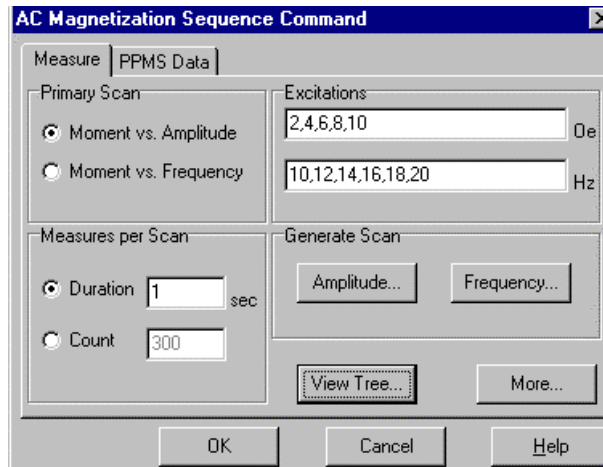 AC Magnetization Sequence Command
Measure
PPMS Data
Primary Scan
Moment vs. Amplitude
Moment vs. Frequency
Excitations
2,4,6,8,10
Oe
10,12,14,16,18,20
Hz
Measures per Scan
Duration 1 sec
Count 300
Generate Scan
Amplitude...
Frequency...
View Tree...
More...
OK
Cancel
Help